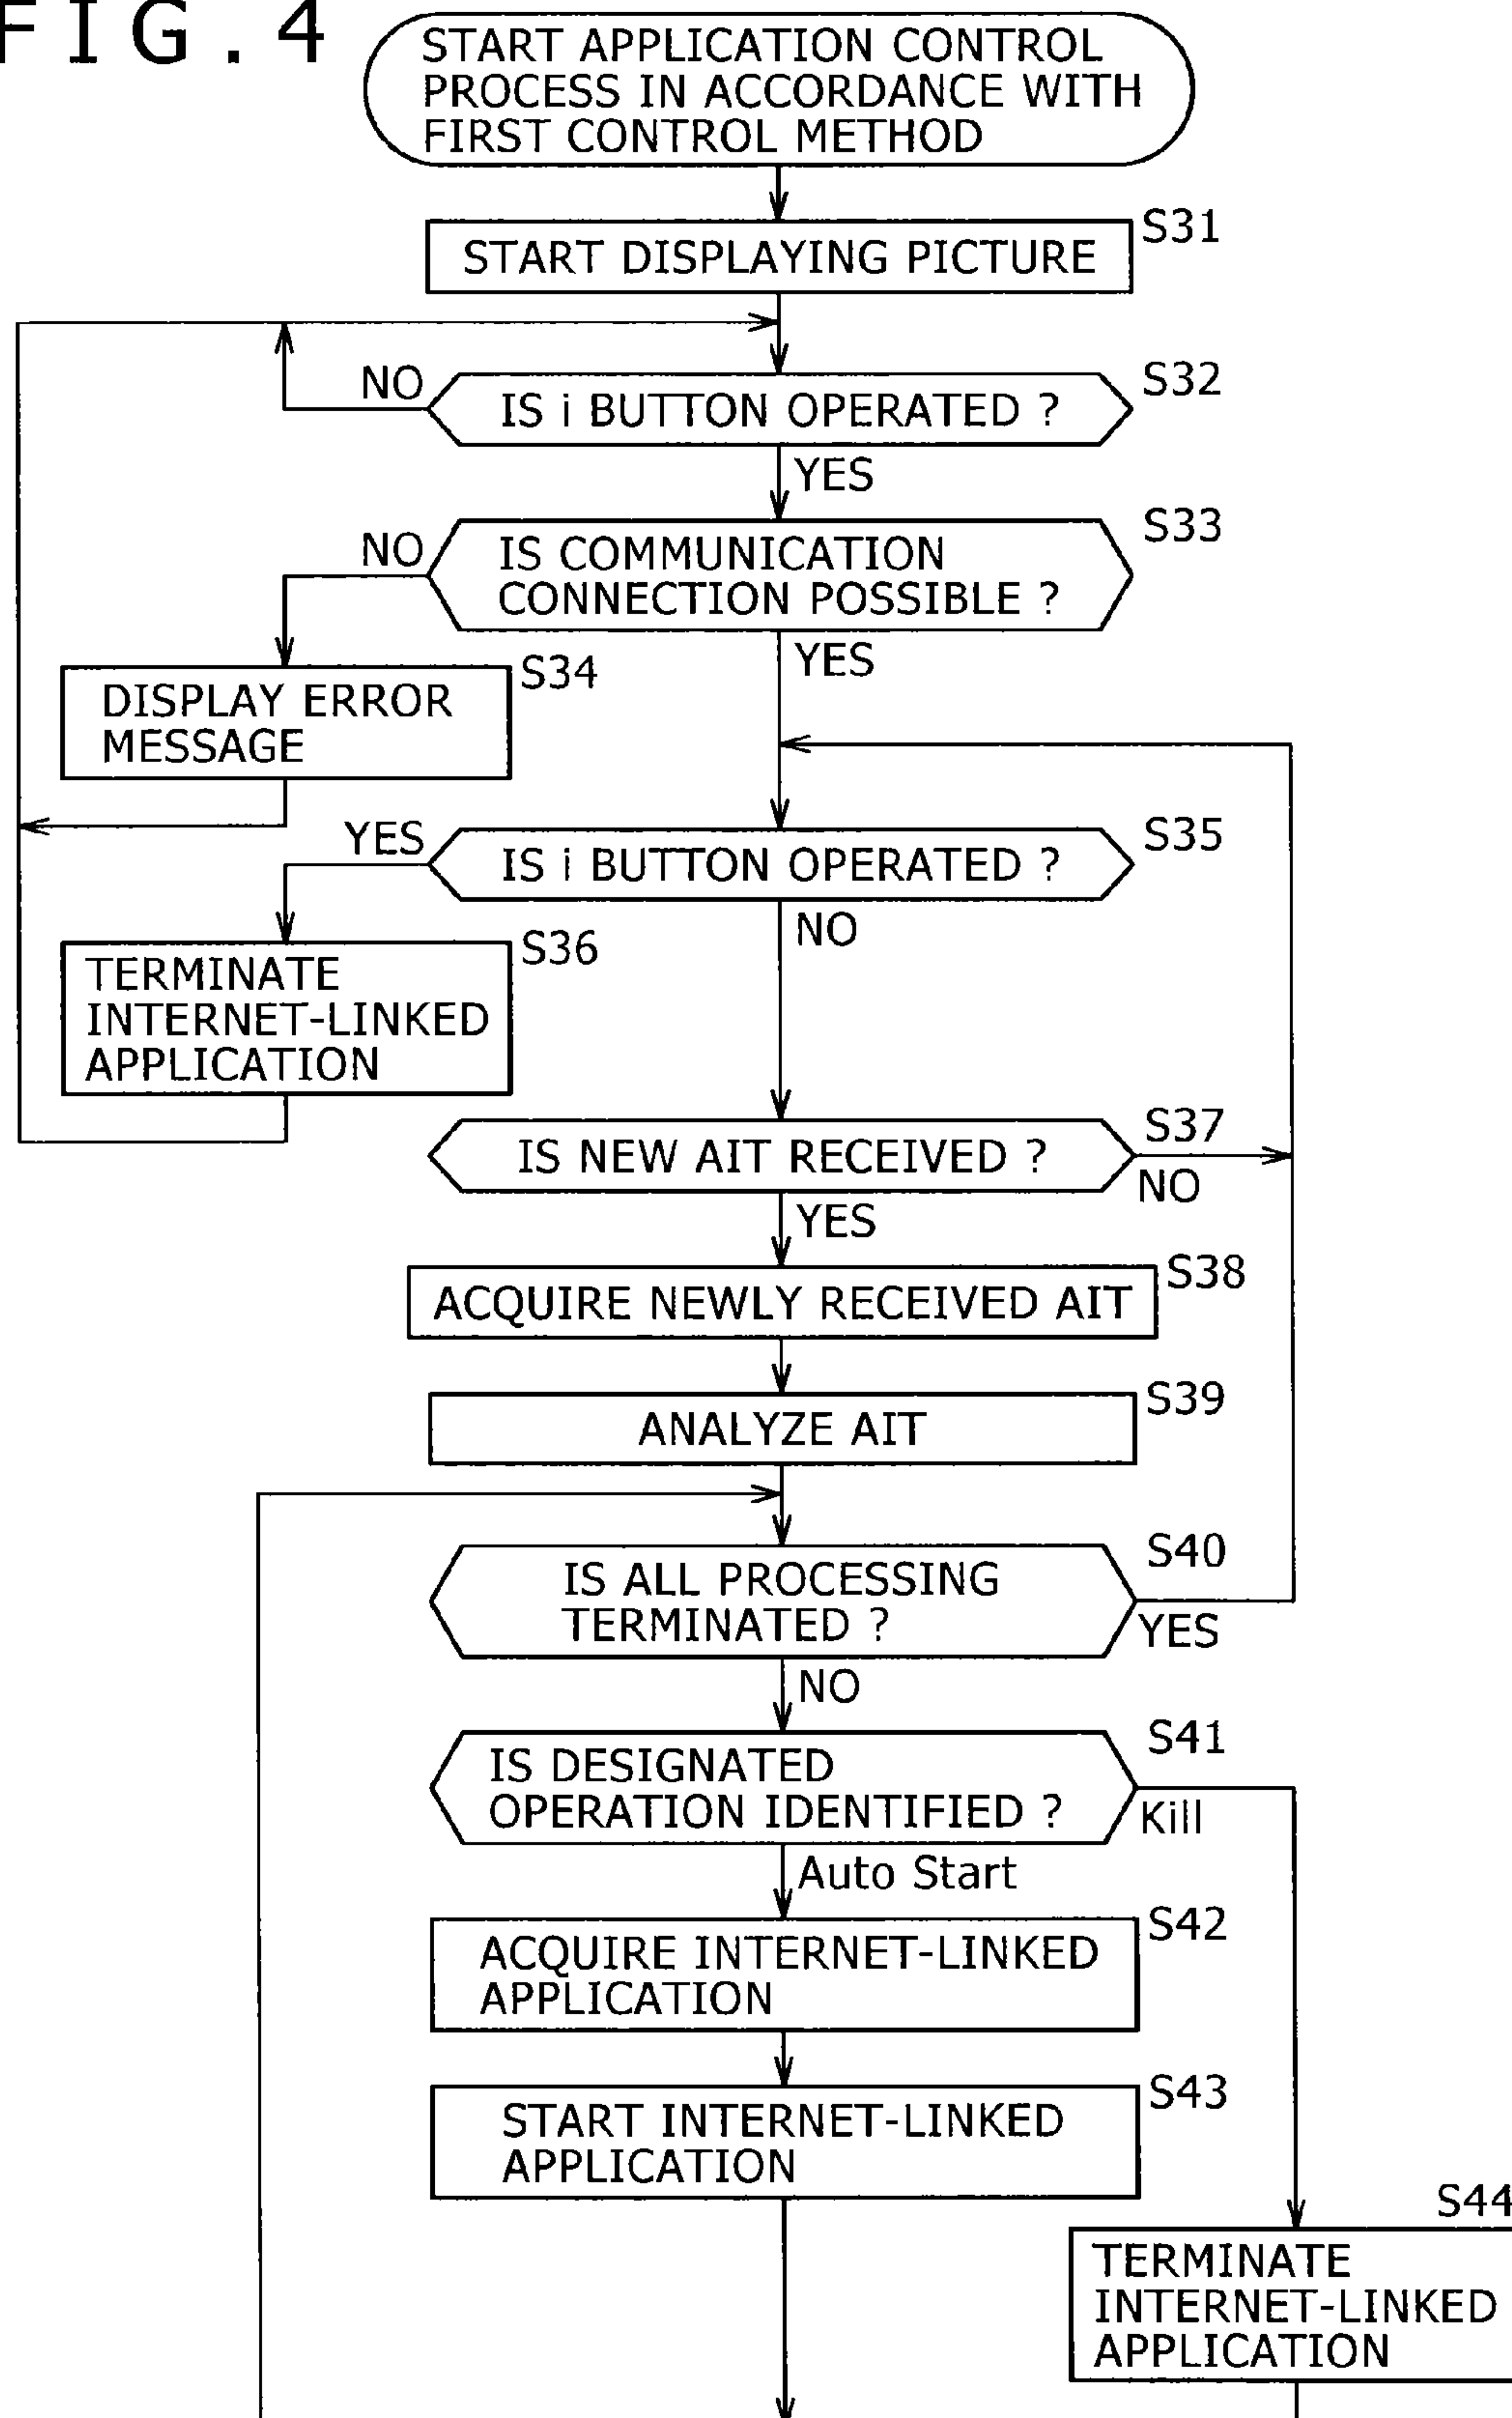 FIG.4
START APPLICATION CONTROL
PROCESS IN ACCORDANCE WITH
FIRST CONTROL METHOD
S31
START DISPLAYING PICTURE
S32
NO
IS i BUTTON OPERATED ?
YES
S33
NO
IS COMMUNICATION
CONNECTION POSSIBLE ?
YES
S34
DISPLAY ERROR
MESSAGE
S35
YES
IS i BUTTON OPERATED ?
NO
S36
TERMINATE
INTERNET-LINKED
APPLICATION
S37
IS NEW AIT RECEIVED ?
NO
YES
S38
ACQUIRE NEWLY RECEIVED AIT
S39
ANALYZE AIT
S40
IS ALL PROCESSING
TERMINATED ?
YES
NO
S41
IS DESIGNATED
OPERATION IDENTIFIED ?
Kill
Auto Start
S42
ACQUIRE INTERNET-LINKED
APPLICATION
S43
START INTERNET-LINKED
APPLICATION
S44
TERMINATE
INTERNET-LINKED
APPLICATION